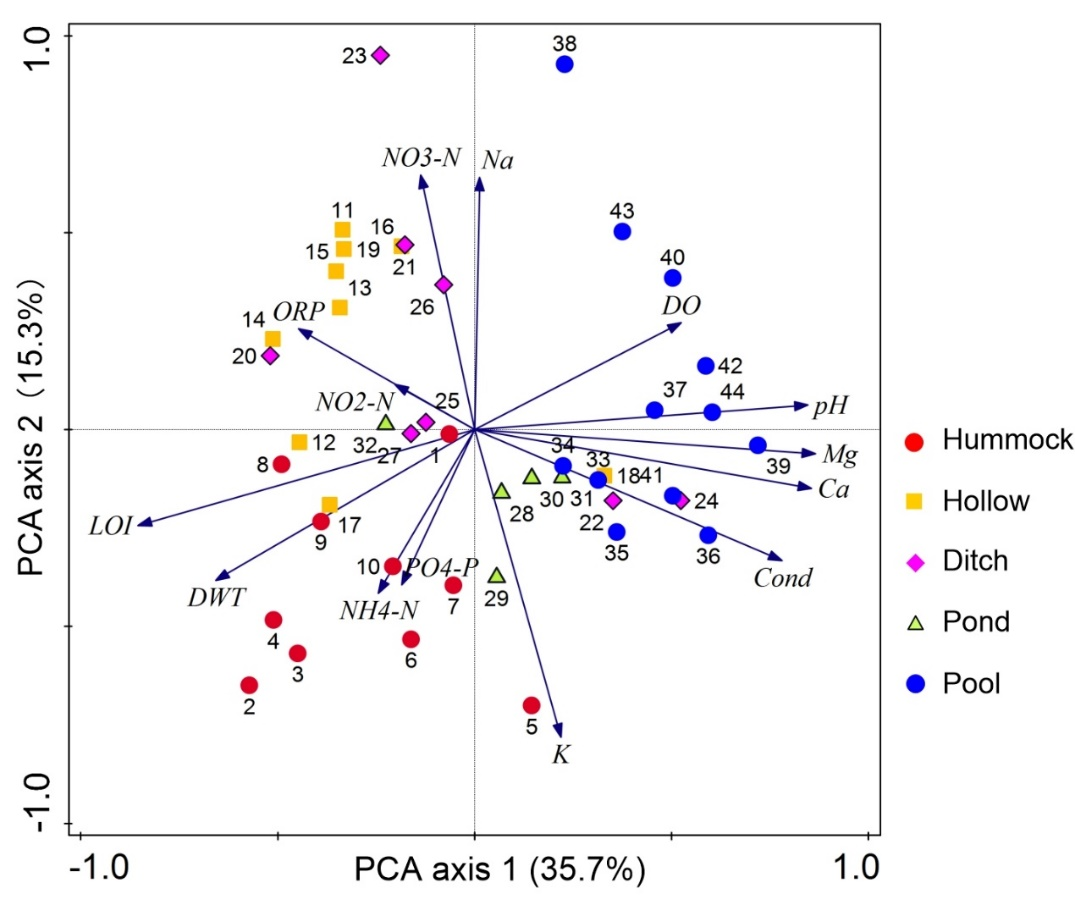 1.0
38
23
NO3-N Na
11
16
43
15 19
21
40
13
26
DO
14
ORP
20
42
NO2-N
25
37
44
pH
12
32
27
1
34
39
Mg
8
33
18
41
Ca
30
31
24
28
22
17
9
35
36
LOI
10
PO4-P
Cond
29
DWT
NH4-N
7
4
6
3
2
5
K
-1.0
PCA axis 2 (15.3%)
-1.0
PCA axis 1 (35.7%)
1.0
Hummock
Hollow
Ditch
Pond
Pool